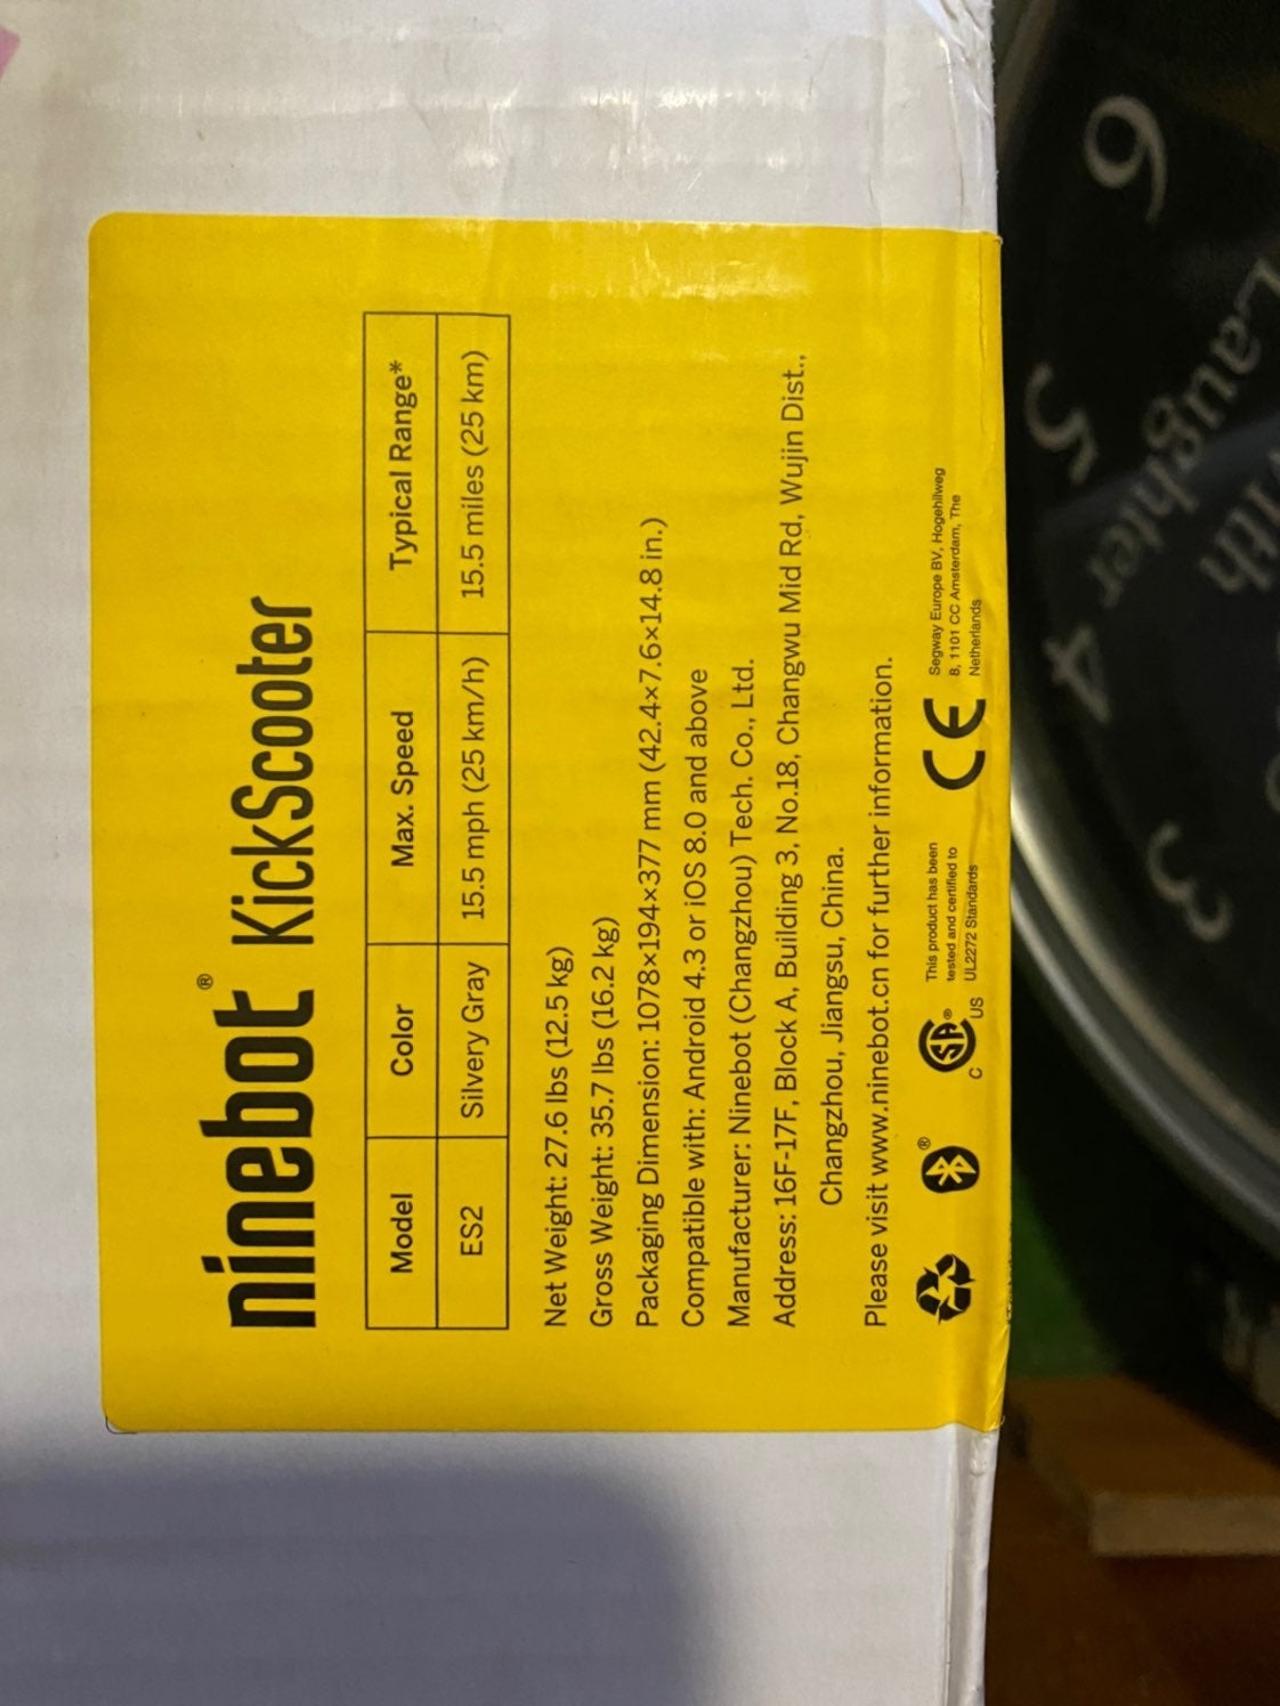 ninebot® KickScooter
Model Color Max. Speed Typical Range*
ES2 Silvery Gray 15.5 mph (25 km/h) 15.5 miles (25 km)
Net Weight: 27.6 lbs (12.5 kg)
Gross Weight: 35.7 lbs (16.2 kg)
Packaging Dimension: 1078×194×377 mm (42.4×7.6×14.8 in.)
Compatible with: Android 4.3 or iOS 8.0 and above
Manufacturer: Ninebot (Changzhou) Tech. Co., Ltd.
Address: 16F-17F, Block A, Building 3, No.18, Changwu Mid Rd, Wujin Dist.,
Changzhou, Jiangsu, China.
Please visit www.ninebot.cn for further information.
®
SA®
C US
This product has been
tested and certified to
UL2272 Standards
CE
Segway Europe BV, Hogehilweg
8, 1101 CC Amsterdam, The
Netherlands
3
4
5
6
with
Laughter